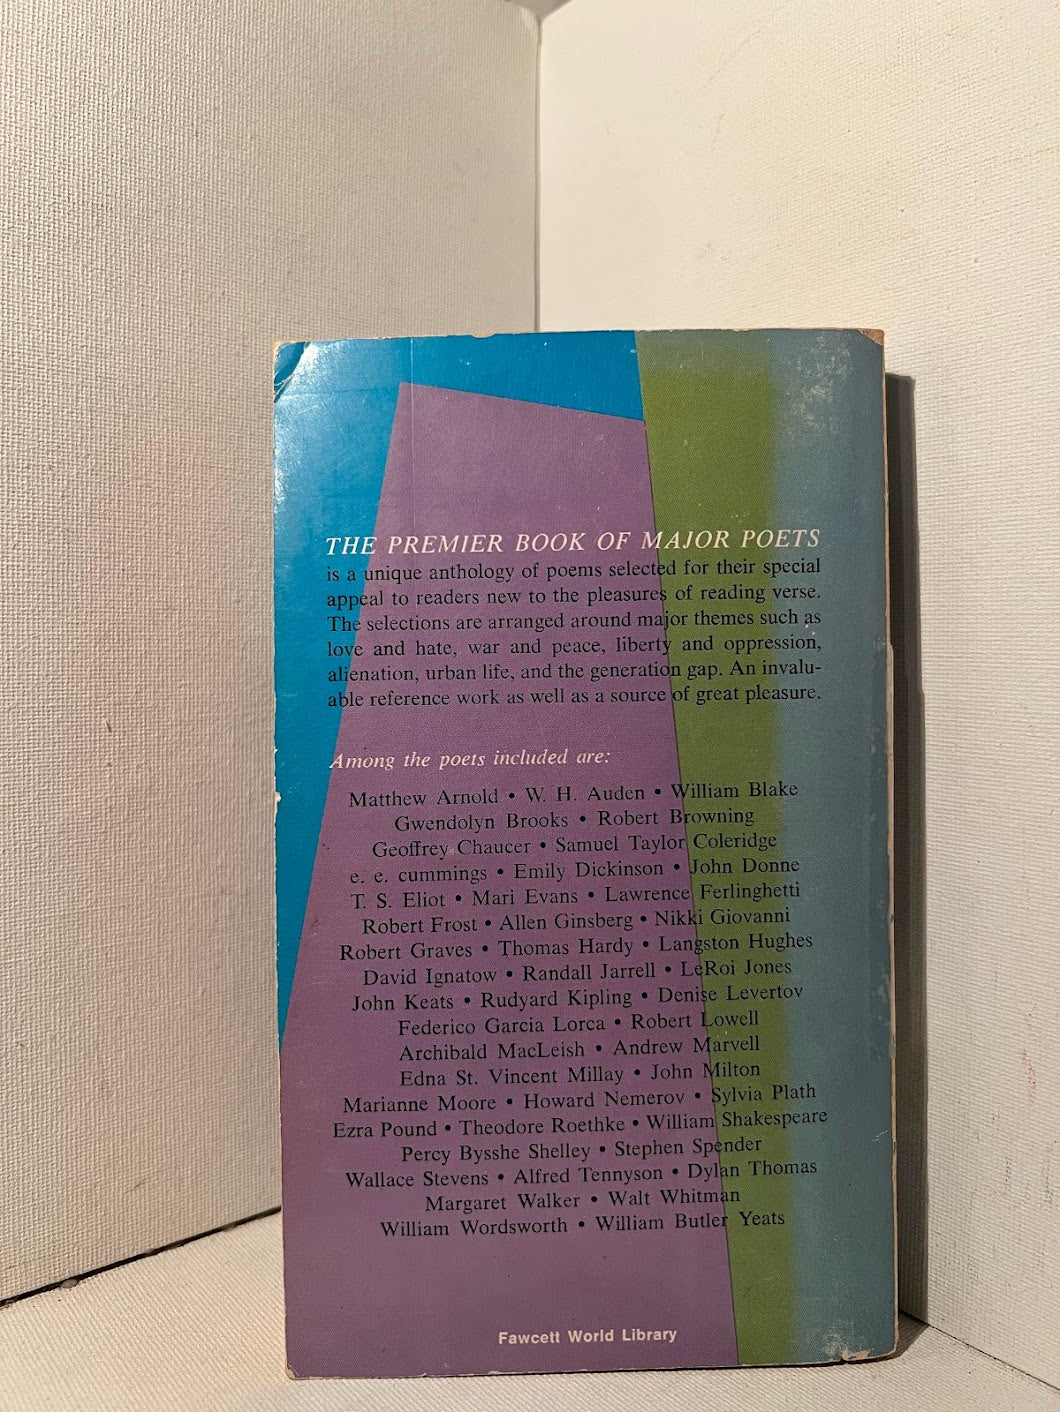 THE PREMIER BOOK OF MAJOR POETS
is a unique anthology of poems selected for their special
appeal to readers new to the pleasures of reading verse.
The selections are arranged around major themes such as
love and hate, war and peace, liberty and oppression,
alienation, urban life, and the generation gap. An invalu-
able reference work as well as a source of great pleasure.
Among the poets included are:
Matthew Arnold • W. H. Auden • William Blake
Gwendolyn Brooks • Robert Browning
Geoffrey Chaucer • Samuel Taylor Coleridge
e. e. cummings • Emily Dickinson • John Donne
T. S. Eliot • Mari Evans • Lawrence Ferlinghetti
Robert Frost • Allen Ginsberg • Nikki Giovanni
Robert Graves • Thomas Hardy • Langston Hughes
David Ignatow • Randall Jarrell • LeRoi Jones
John Keats • Rudyard Kipling • Denise Levertov
Federico Garcia Lorca • Robert Lowell
Archibald MacLeish • Andrew Marvell
Edna St. Vincent Millay • John Milton
Marianne Moore • Howard Nemerov • Sylvia Plath
Ezra Pound • Theodore Roethke • William Shakespeare
Percy Bysshe Shelley • Stephen Spender
Wallace Stevens • Alfred Tennyson • Dylan Thomas
Margaret Walker • Walt Whitman
William Wordsworth • William Butler Yeats
Fawcett World Library